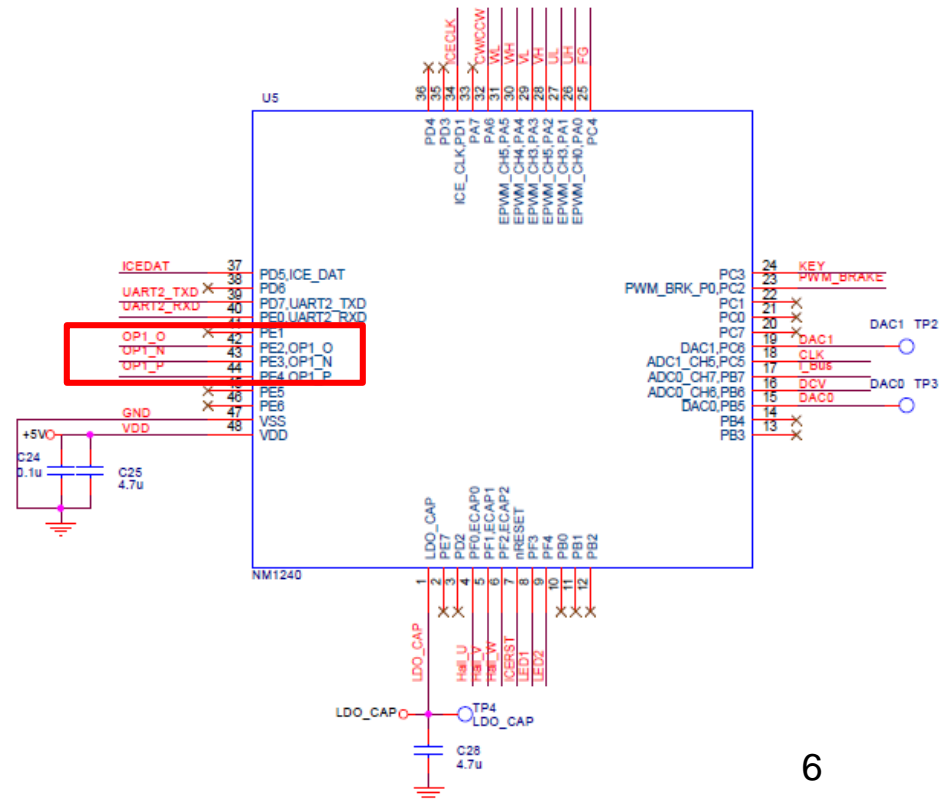 U5
ICECLK
CW/CCW
WL
WH
VL
VH
UL
UH
FG
36
35
34
33
32
31
30
29
28
27
26
25
PD4
PD3
ICE_CLK,PD1
PA7
PA6
EPWM_CH5,PA5
EPWM_CH4,PA4
EPWM_CH3,PA3
EPWM_CH5,PA2
EPWM_CH3,PA1
EPWM_CH0,PA0
PC4
ICEDAT 37 PD5,ICE_DAT
38 PD6
UART2_TXD 39 PD7,UART2_TXD
UART2_RXD 40 PE0,UART2_RXD
41 PE1
OP1_O 42 PE2,OP1_O
OP1_N 43 PE3,OP1_N
OP1_P 44 PE4,OP1_P
45 PE5
46 PE6
GND 47 VSS
VDD 48 VDD
+5V
C24
0.1u
C25
4.7u
PC3 24 KEY
PWM_BRK_P0,PC2 23 PWM_BRAKE
PC1 22
PC0 21
PC7 20
DAC1,PC6 19 DAC1
DAC1 TP2
ADC1_CH5,PC5 18 CLK
ADC0_CH7,PB7 17 I_Bus
ADC0_CH6,PB6 16 DCV
DAC0,PB5 15 DAC0
DAC0 TP3
PB4 14
PB3 13
LDO_CAP
PE7
PD2
PF0,ECAP0
PF1,ECAP1
PF2,ECAP2
nRESET
PF3
PF4
PB0
PB1
PB2
NM1240
1
2
3
4
5
6
7
8
9
10
11
12
LDO_CAP
Hall_U
Hall_V
Hall_W
ICERST
LED1
LED2
LDO_CAP
TP4
LDO_CAP
C28
4.7u
6